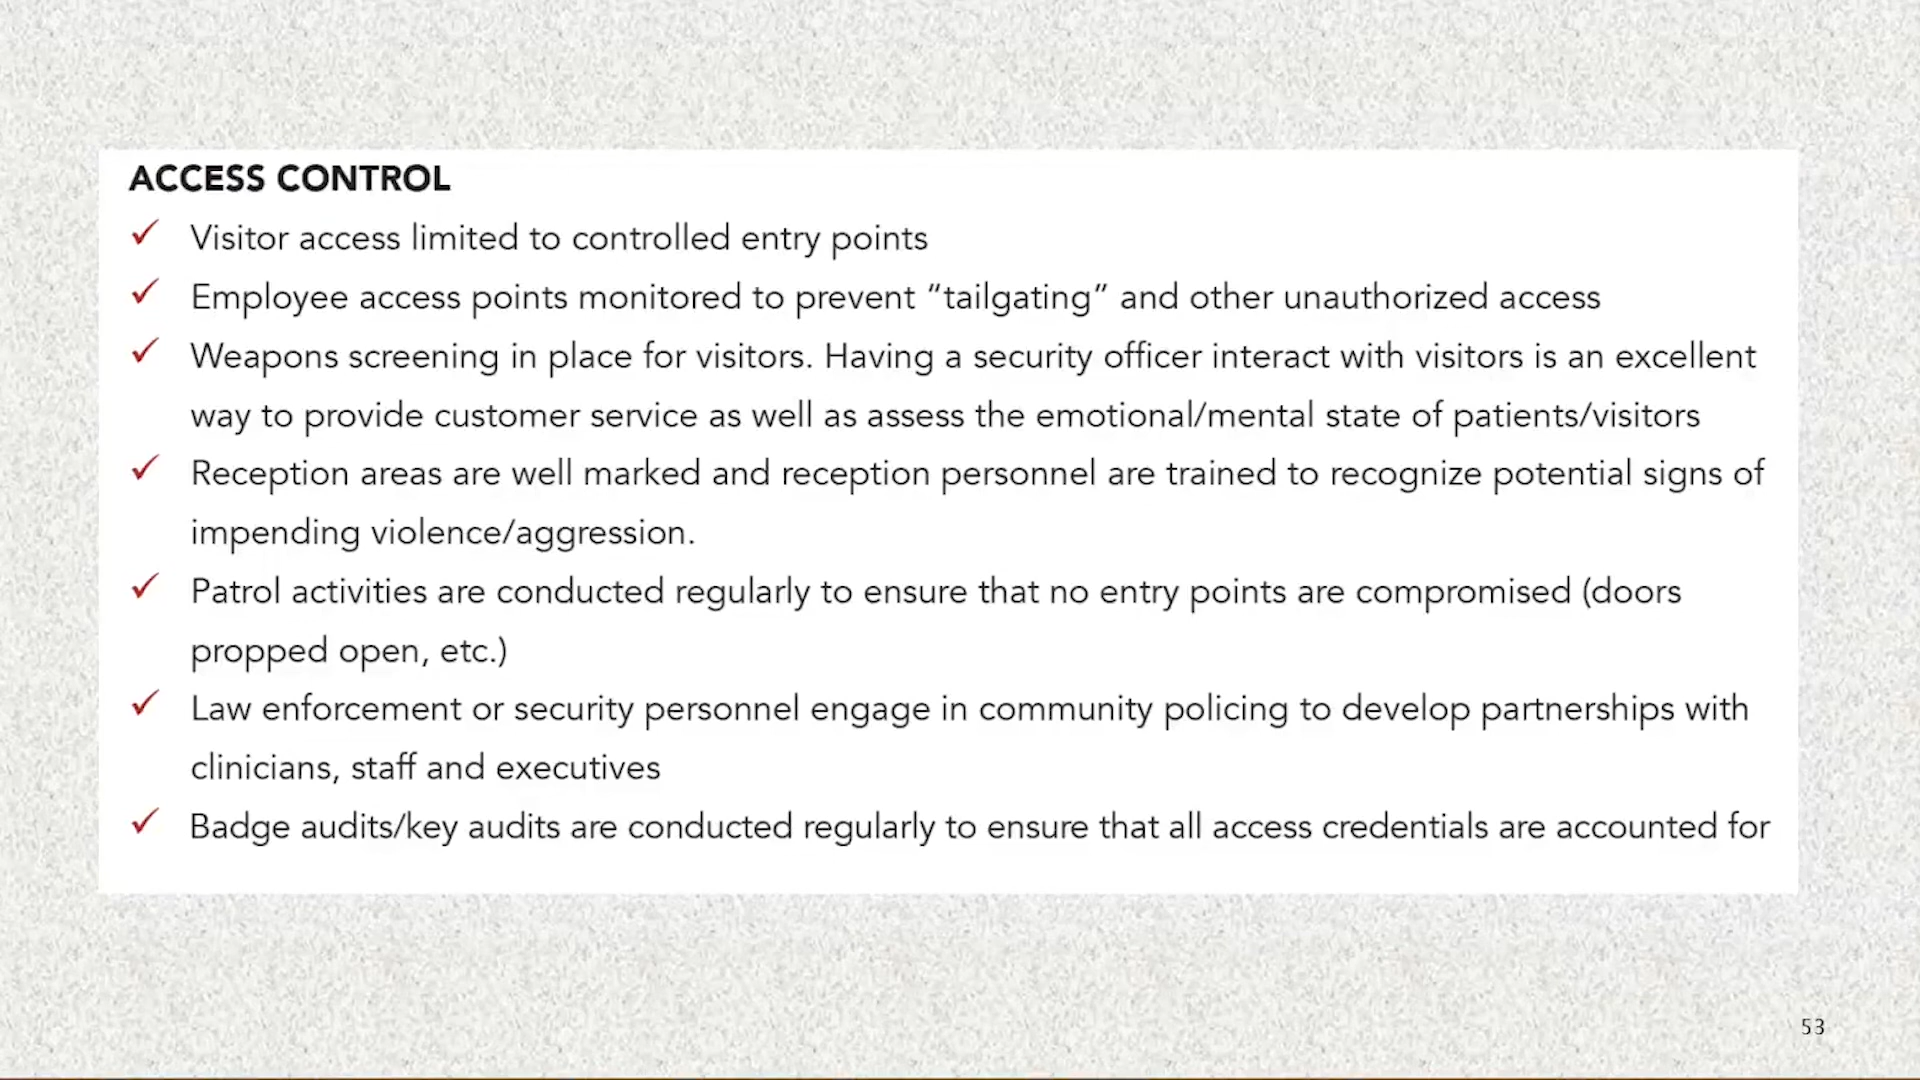 ACCESS CONTROL
✓ Visitor access limited to controlled entry points
✓ Employee access points monitored to prevent “tailgating” and other unauthorized access
✓ Weapons screening in place for visitors. Having a security officer interact with visitors is an excellent
way to provide customer service as well as assess the emotional/mental state of patients/visitors
✓ Reception areas are well marked and reception personnel are trained to recognize potential signs of
impending violence/aggression.
✓ Patrol activities are conducted regularly to ensure that no entry points are compromised (doors
propped open, etc.)
✓ Law enforcement or security personnel engage in community policing to develop partnerships with
clinicians, staff and executives
✓ Badge audits/key audits are conducted regularly to ensure that all access credentials are accounted for
53